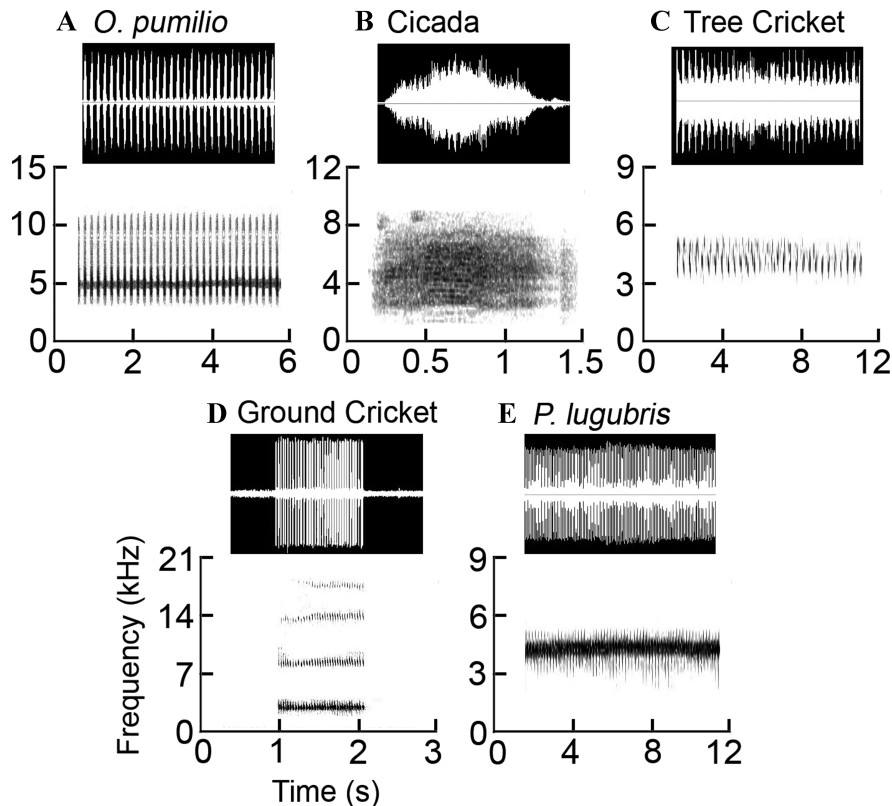 A O. pumilio
B Cicada
C Tree Cricket
15
10
5
0
0 2 4 6
12
8
4
0
0 0.5 1 1.5
9
6
3
0
0 4 8 12
D Ground Cricket
E P. lugubris
Frequency (kHz)
21
14
7
0
0 1 2 3
Time (s)
9
6
3
0
0 4 8 12